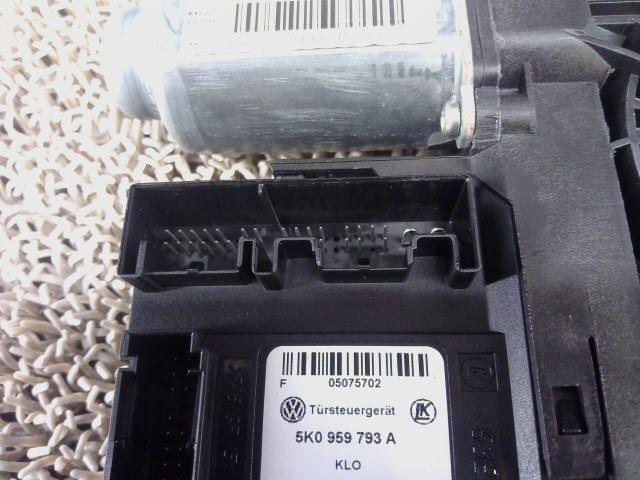 F 05075702
Türsteuergerät
5K0 959 793 A
KLO